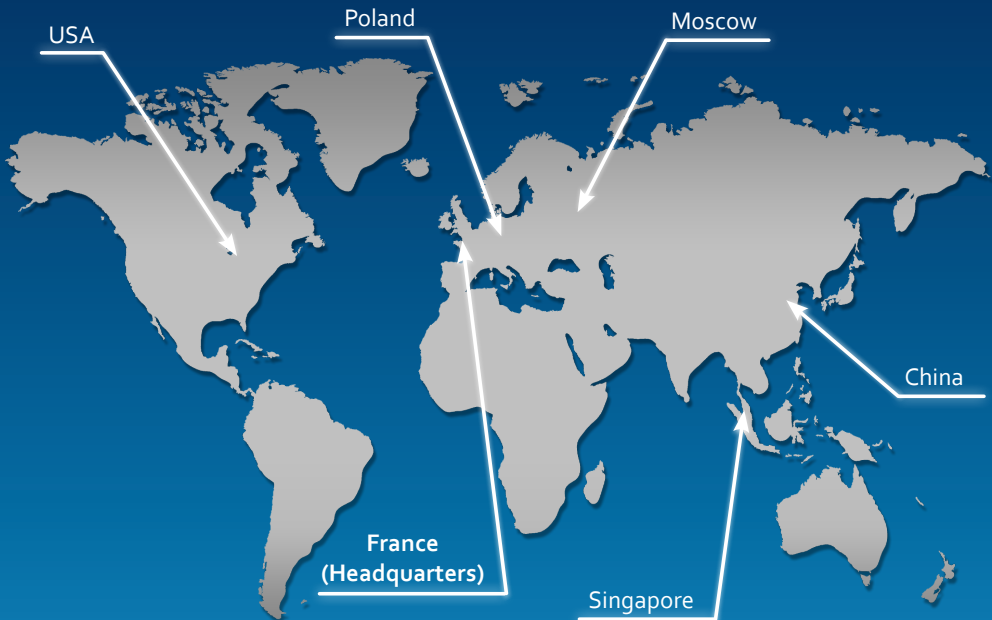 Poland
Moscow
USA
China
France
(Headquarters)
Singapore